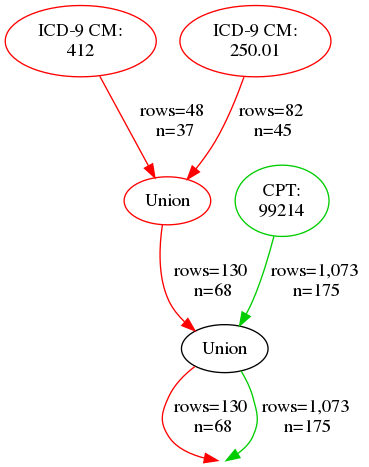 ICD-9 CM:
412
ICD-9 CM:
250.01
rows=48
n=37
rows=82
n=45
Union
CPT:
99214
rows=130
n=68
rows=1,073
n=175
Union
rows=130
n=68
rows=1,073
n=175